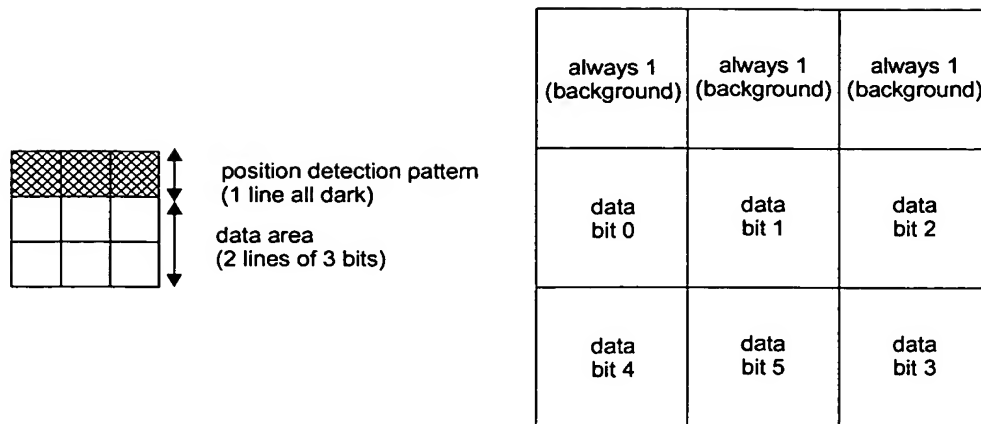 position detection pattern
(1 line all dark)
data area
(2 lines of 3 bits)
always 1
(background)
always 1
(background)
always 1
(background)
data
bit 0
data
bit 1
data
bit 2
data
bit 4
data
bit 5
data
bit 3